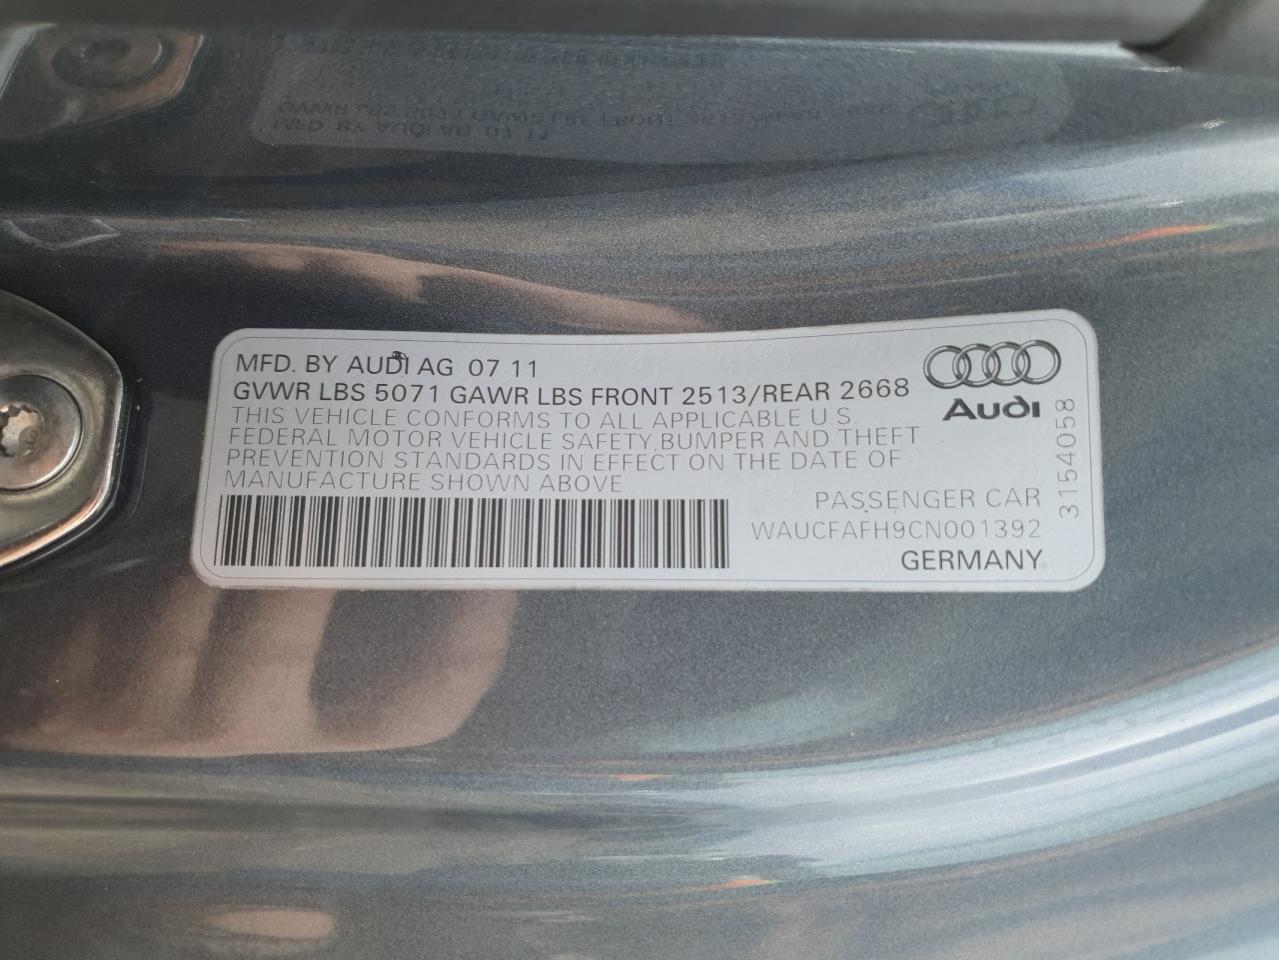 MFD. BY AUDI AG 07 11
GVWR LBS 5071 GAWR LBS FRONT 2513/REAR 2668
THIS VEHICLE CONFORMS TO ALL APPLICABLE U.S.
FEDERAL MOTOR VEHICLE SAFETY, BUMPER AND THEFT
PREVENTION STANDARDS IN EFFECT ON THE DATE OF
MANUFACTURE SHOWN ABOVE
Audi
PASSENGER CAR
WAUCFAFH9CN001392
GERMANY
3154058